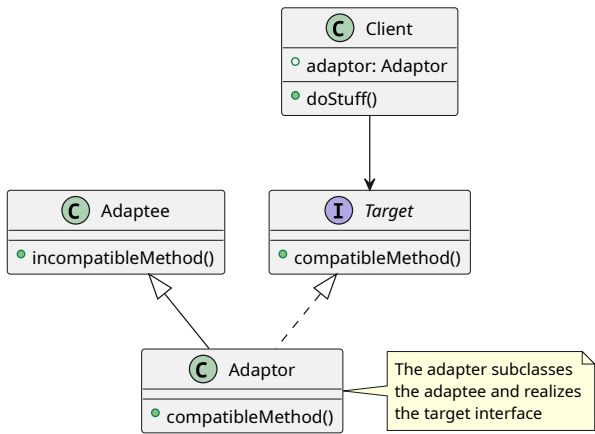 C Client
adaptor: Adaptor
doStuff()
C Adaptee
incompatibleMethod()
I Target
compatibleMethod()
C Adaptor
compatibleMethod()
The adapter subclasses
the adaptee and realizes
the target interface